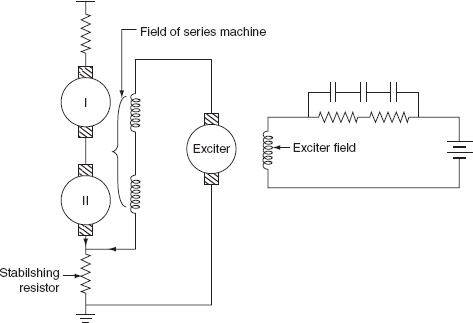 Field of series machine
I
Exciter
Exciter field
II
Stabilshing
resistor